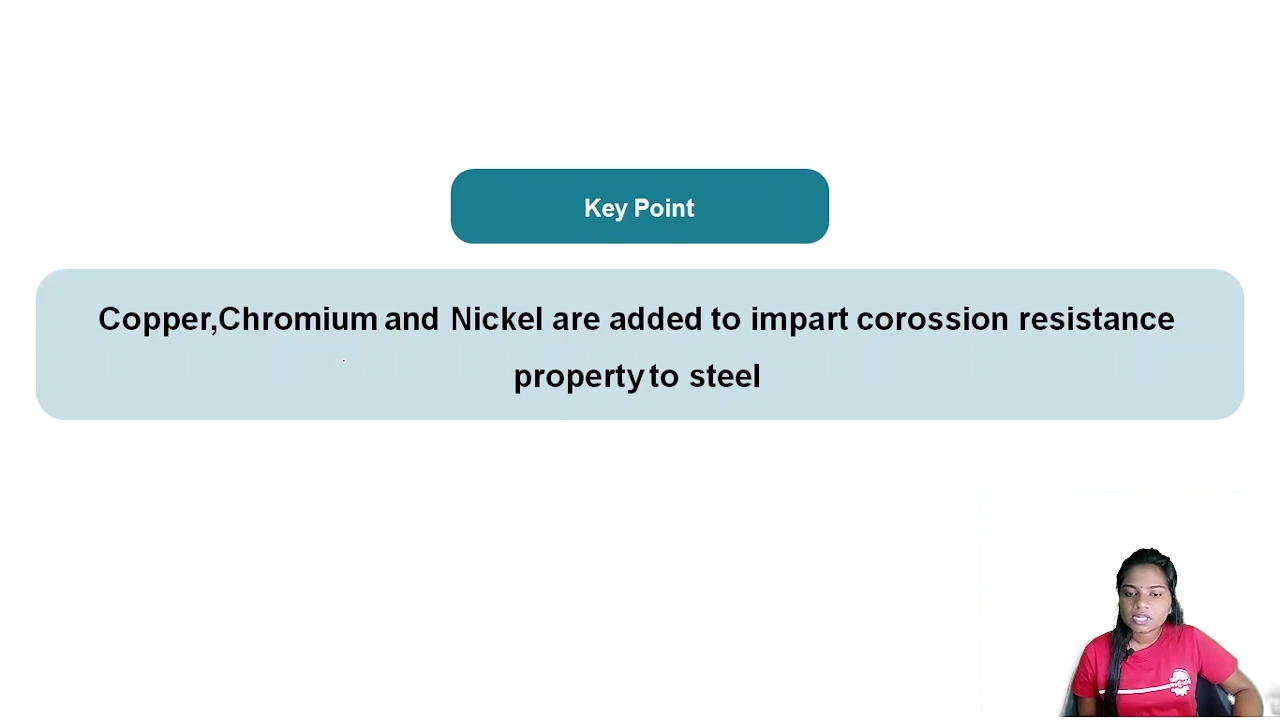 Key Point
Copper,Chromium and Nickel are added to impart corossion resistance
property to steel